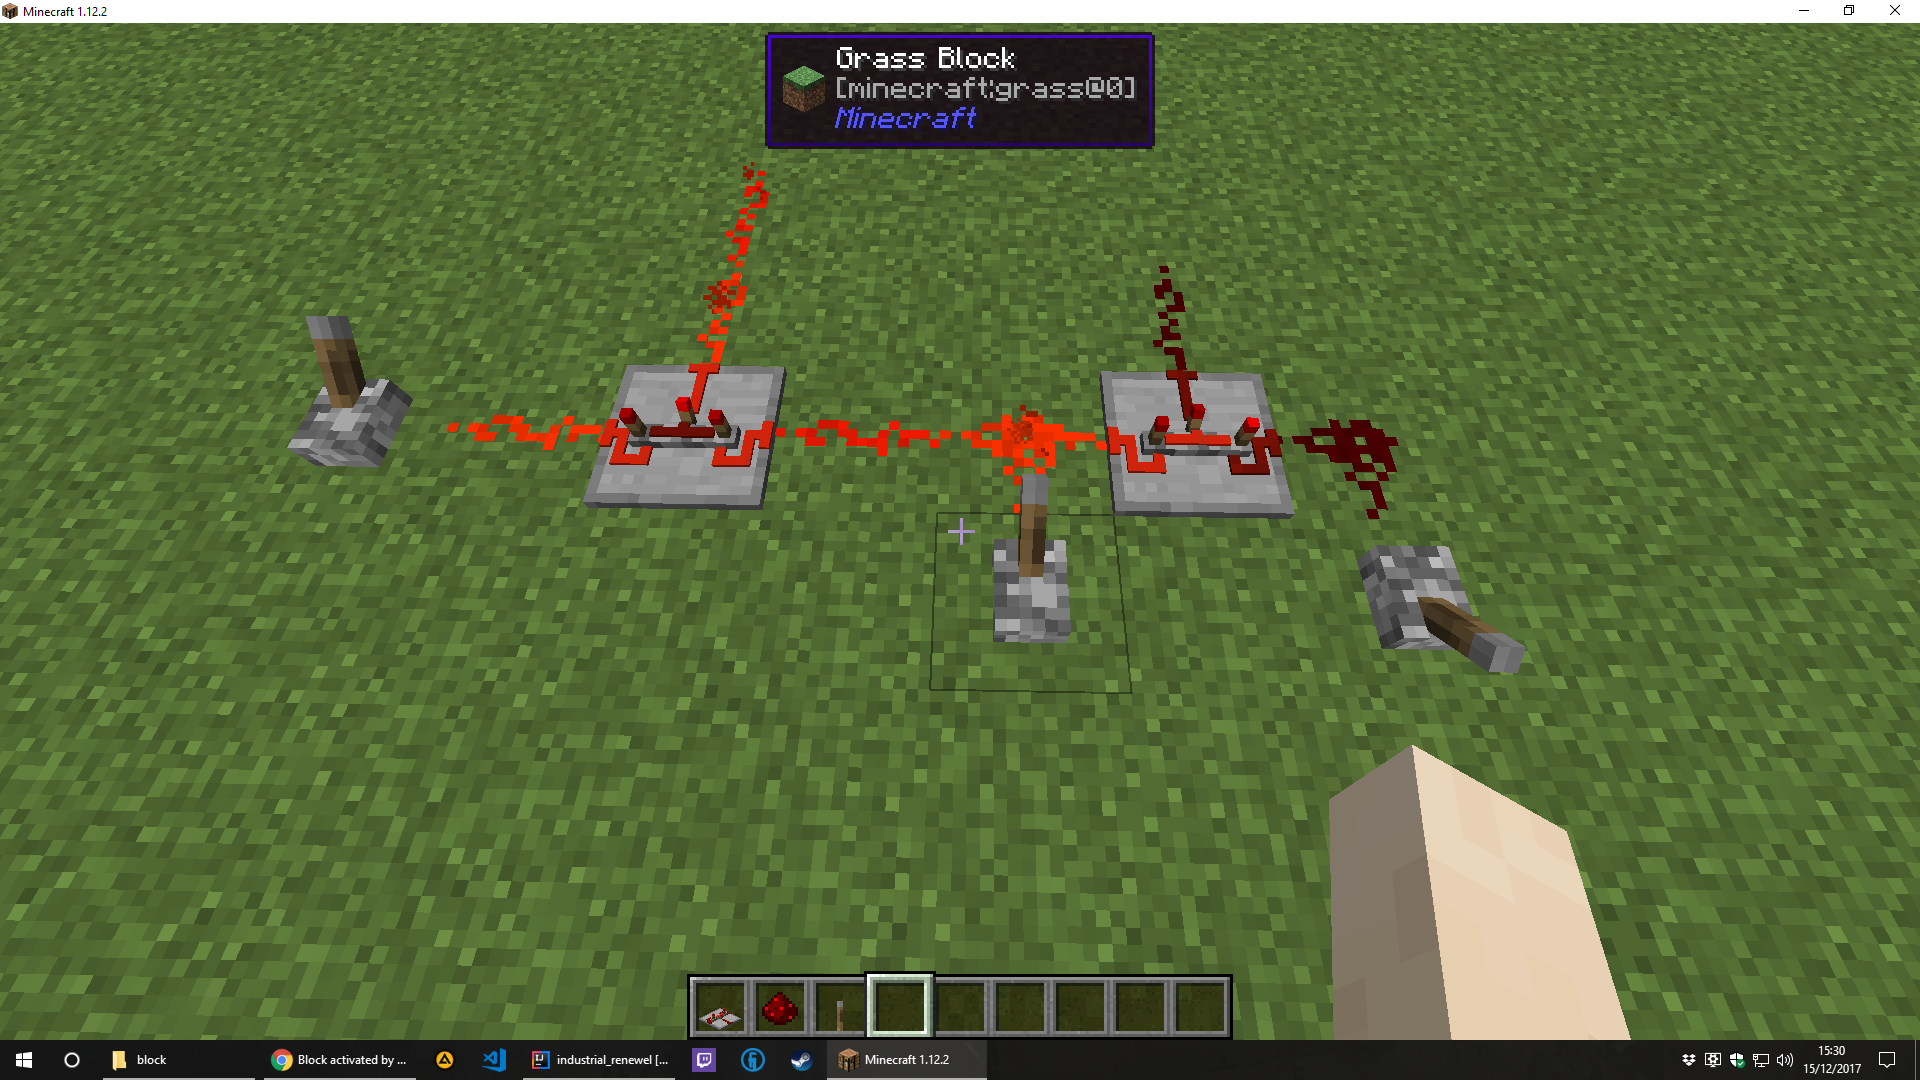 Minecraft 1.12.2
Grass Block
[minecraft:grass@0]
Minecraft
block
Block activated by ...
industrial_renewel [...
Minecraft 1.12.2
15:30
15/12/2017